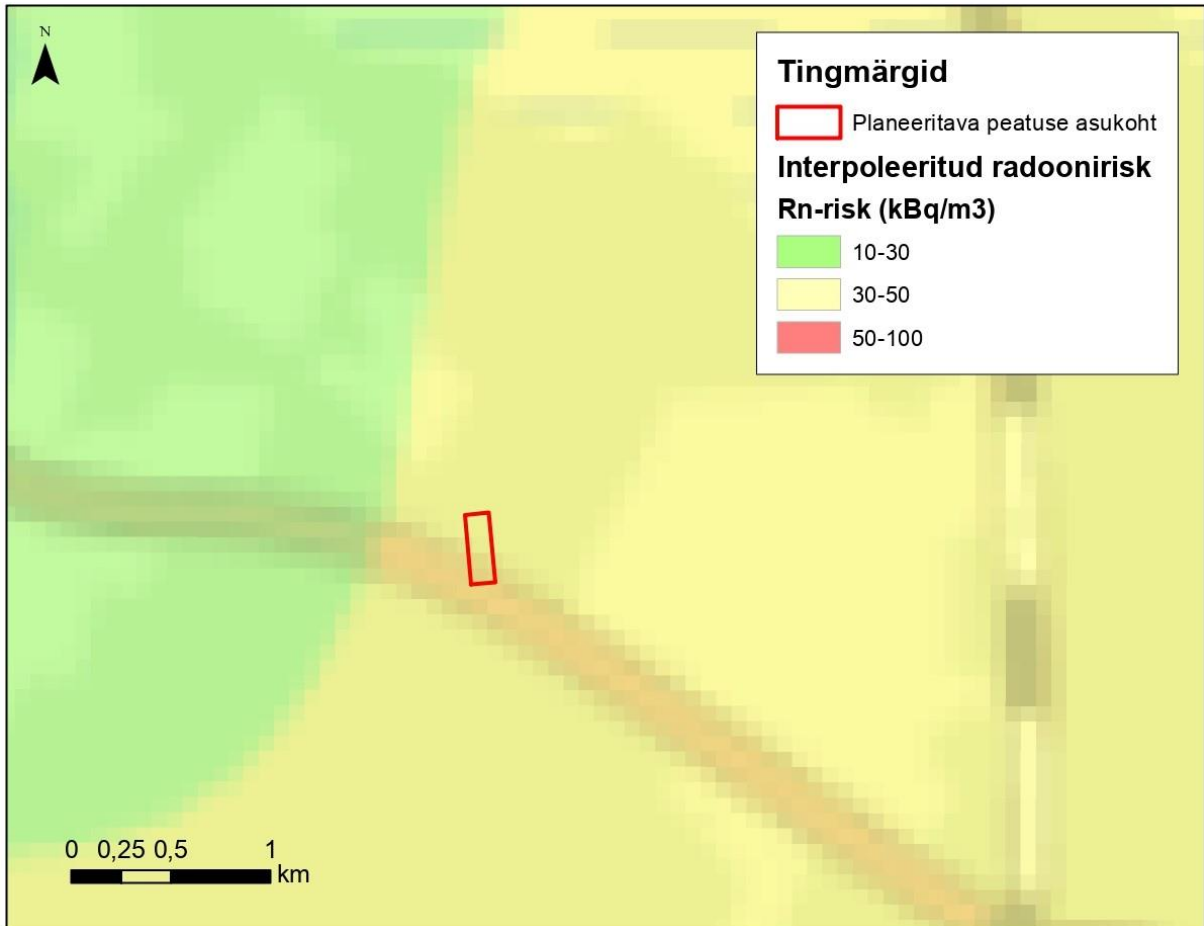 N
Tingmärgid
Planeeritava peatuse asukoht
Interpoleeritud radoonirisk
Rn-risk (kBq/m3)
10-30
30-50
50-100
0 0,25 0,5 1
km